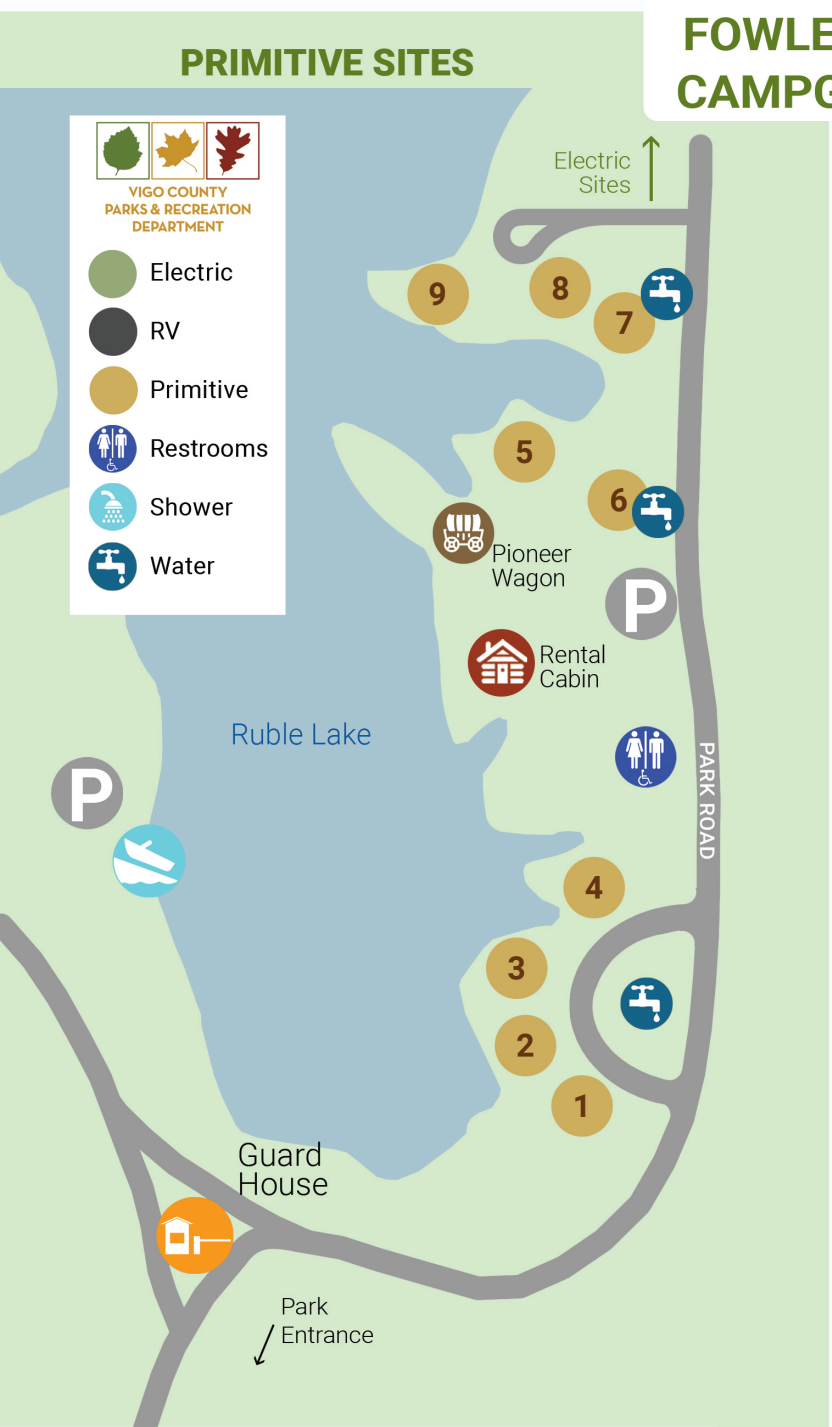 FOWLE
CAMPG
PRIMITIVE SITES
VIGO COUNTY
PARKS & RECREATION
DEPARTMENT
Electric
RV
Primitive
Restrooms
Shower
Water
Electric
Sites
9
8
7
5
6
Pioneer
Wagon
P
Rental
Cabin
Ruble Lake
PARK ROAD
P
4
3
2
1
Guard
House
Park
Entrance